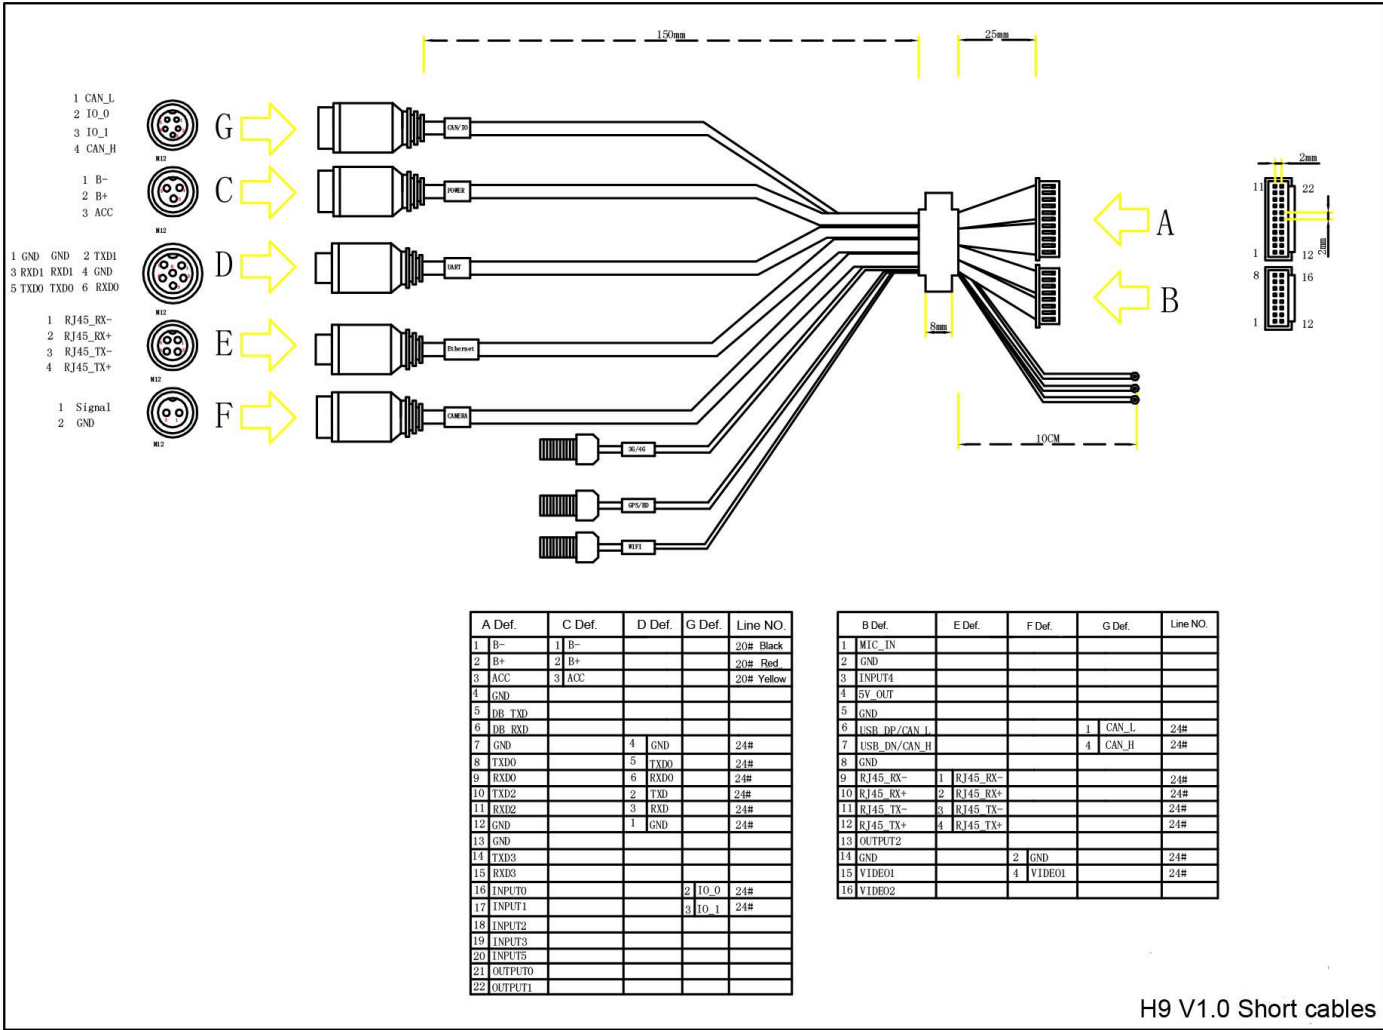 150mm
25mm
1 CAN_L
2 IO_0
3 IO_1
4 CAN_H
M12
G
CAN/IO
1 B-
2 B+
3 ACC
M12
C
POWER
1 GND GND 2 TXD1
3 RXD1 RXD1 4 GND
5 TXD0 TXD0 6 RXD0
M12
D
UART
1 RJ45_RX-
2 RJ45_RX+
3 RJ45_TX-
4 RJ45_TX+
M12
E
Ethernet
1 Signal
2 GND
M12
F
CAMERA
3G/4G
GPS/BD
WIFI
8mm
10CM
A
B
2mm
11 22
2mm
1 12
8 16
1 12
A Def. C Def. D Def. G Def. Line NO.
1 B- 1 B- 20# Black
2 B+ 2 B+ 20# Red
3 ACC 3 ACC 20# Yellow
4 GND
5 DB TXD
6 DB RXD
7 GND 4 GND 24#
8 TXD0 5 TXD0 24#
9 RXD0 6 RXD0 24#
10 TXD2 2 TXD 24#
11 RXD2 3 RXD 24#
12 GND 1 GND 24#
13 GND
14 TXD3
15 RXD3
16 INPUT0 2 IO_0 24#
17 INPUT1 3 IO_1 24#
18 INPUT2
19 INPUT3
20 INPUT5
21 OUTPUT0
22 OUTPUT1
B Def. E Def. F Def. G Def. Line NO.
1 MIC_IN
2 GND
3 INPUT4
4 5V_OUT
5 GND
6 USB_DP/CAN_L 1 CAN_L 24#
7 USB_DN/CAN_H 4 CAN_H 24#
8 GND
9 RJ45_RX- 1 RJ45_RX- 24#
10 RJ45_RX+ 2 RJ45_RX+ 24#
11 RJ45_TX- 3 RJ45_TX- 24#
12 RJ45_TX+ 4 RJ45_TX+ 24#
13 OUTPUT2
14 GND 2 GND 24#
15 VIDEO1 4 VIDEO1 24#
16 VIDEO2
H9 V1.0 Short cables